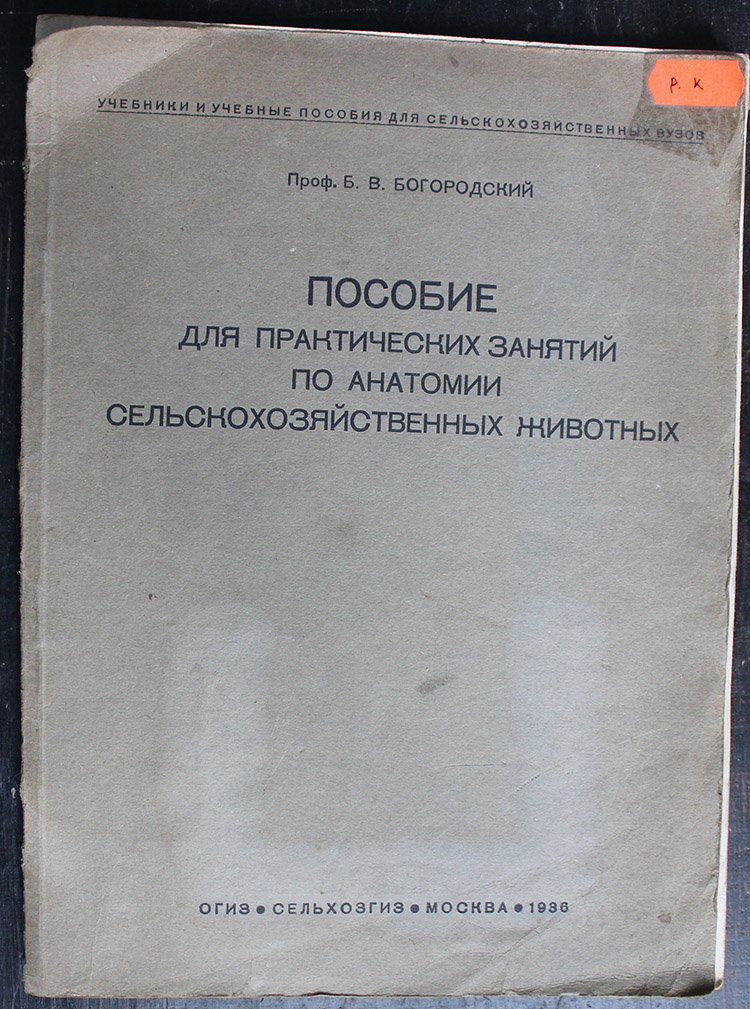 р. к
УЧЕБНИКИ И УЧЕБНЫЕ ПОСОБИЯ ДЛЯ СЕЛЬСКОХОЗЯЙСТВЕННЫХ ВУЗОВ
Проф. Б. В. БОГОРОДСКИЙ
ПОСОБИЕ
ДЛЯ ПРАКТИЧЕСКИХ ЗАНЯТИЙ
ПО АНАТОМИИ
СЕЛЬСКОХОЗЯЙСТВЕННЫХ ЖИВОТНЫХ
ОГИЗ ● СЕЛЬХОЗГИЗ ● МОСКВА ● 1936